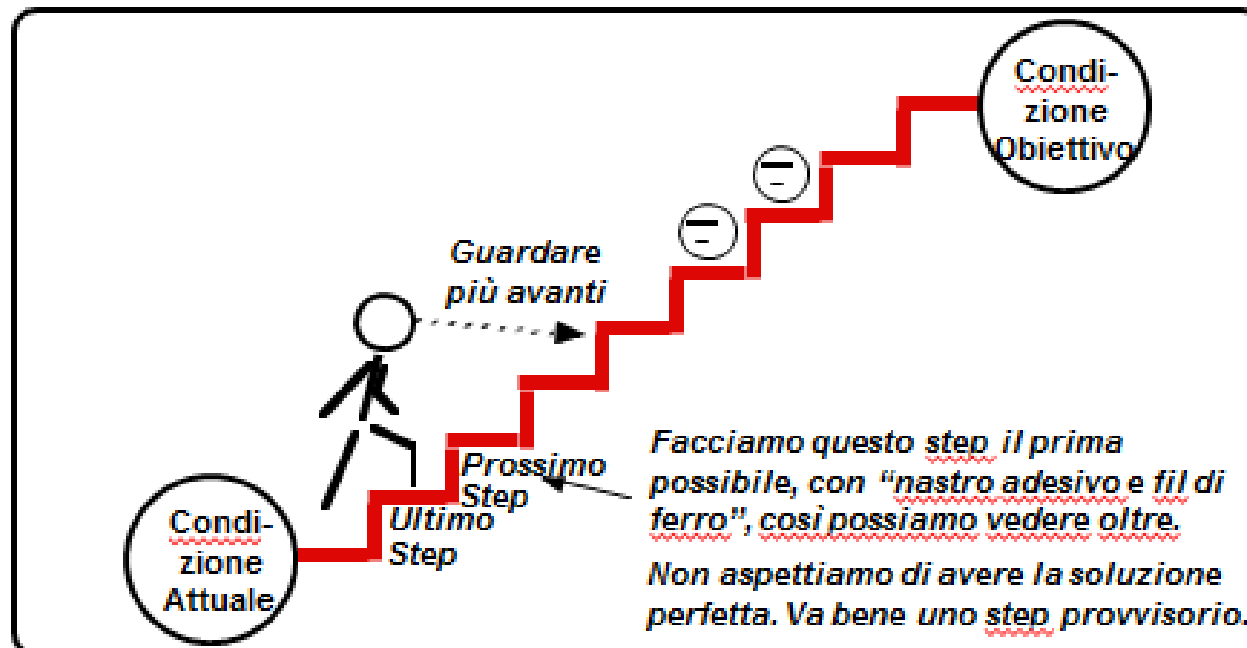 Condi-
zione
Obiettivo
Guardare
più avanti
Facciamo questo step il prima
possibile, con “nastro adesivo e fil di
ferro”, così possiamo vedere oltre.
Non aspettiamo di avere la soluzione
perfetta. Va bene uno step provvisorio.
Prossimo
Step
Ultimo
Step
Condi-
zione
Attuale